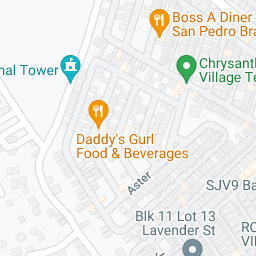 Boss A Diner
San Pedro Bra
nal Tower
Chrysanth
Village Te
Daddy's Gurl
Food & Beverages
Aster
SJV9 Ba
Blk 11 Lot 13
Lavender St
RO
VI